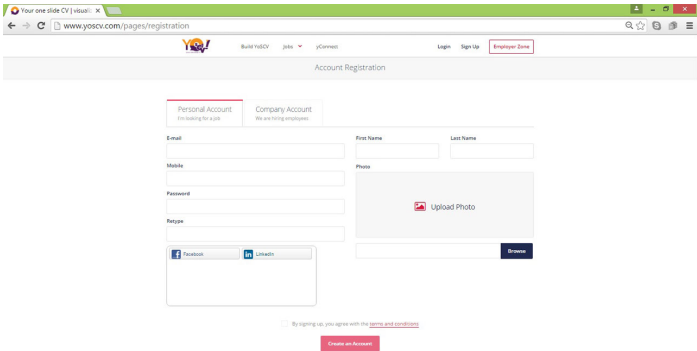 Your one slide CV | visuali
www.yoscv.com/pages/registration
YO!
Build YoSCV
Jobs
yConnect
Login
Sign Up
Employer Zone
Account Registration
Personal Account
I'm looking for a job
Company Account
We are hiring employees
E-mail
First Name
Last Name
Mobile
Photo
Password
Upload Photo
Retype
Facebook
in LinkedIn
Browse
By signing up, you agree with the terms and conditions
Create an Account